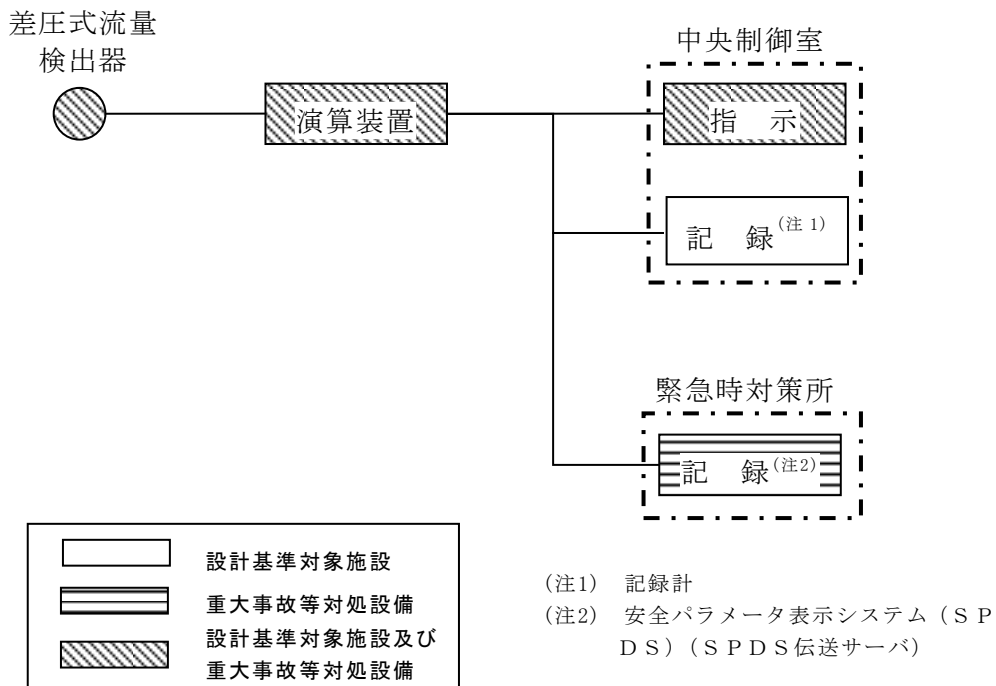 差圧式流量
検出器
中央制御室
演算装置
指　示
記　録(注 1)
緊急時対策所
記　録(注2)
設計基準対象施設
重大事故等対処設備
設計基準対象施設及び
重大事故等対処設備
(注1)　記録計
(注2)　安全パラメータ表示システム（ＳＰ
ＤＳ）(ＳＰＤＳ伝送サーバ）